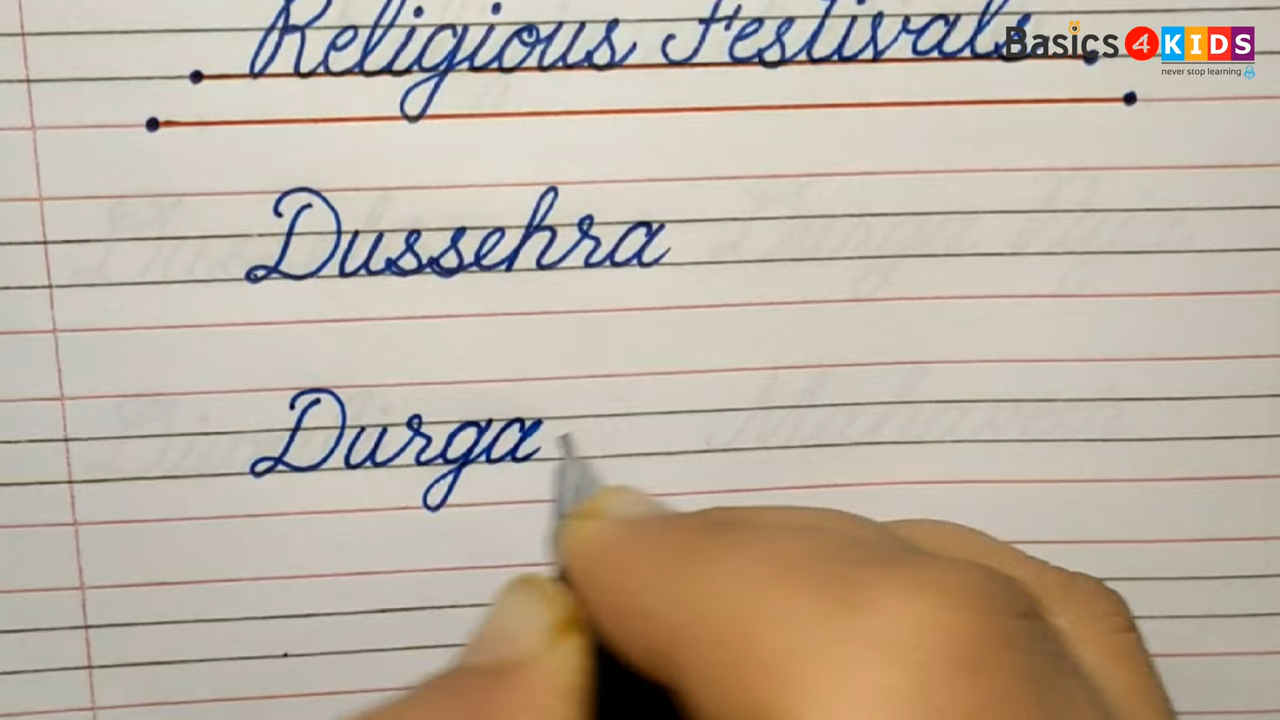 Religious Festivals
Basics 4 KIDS
never stop learning
Dussehra
Durga